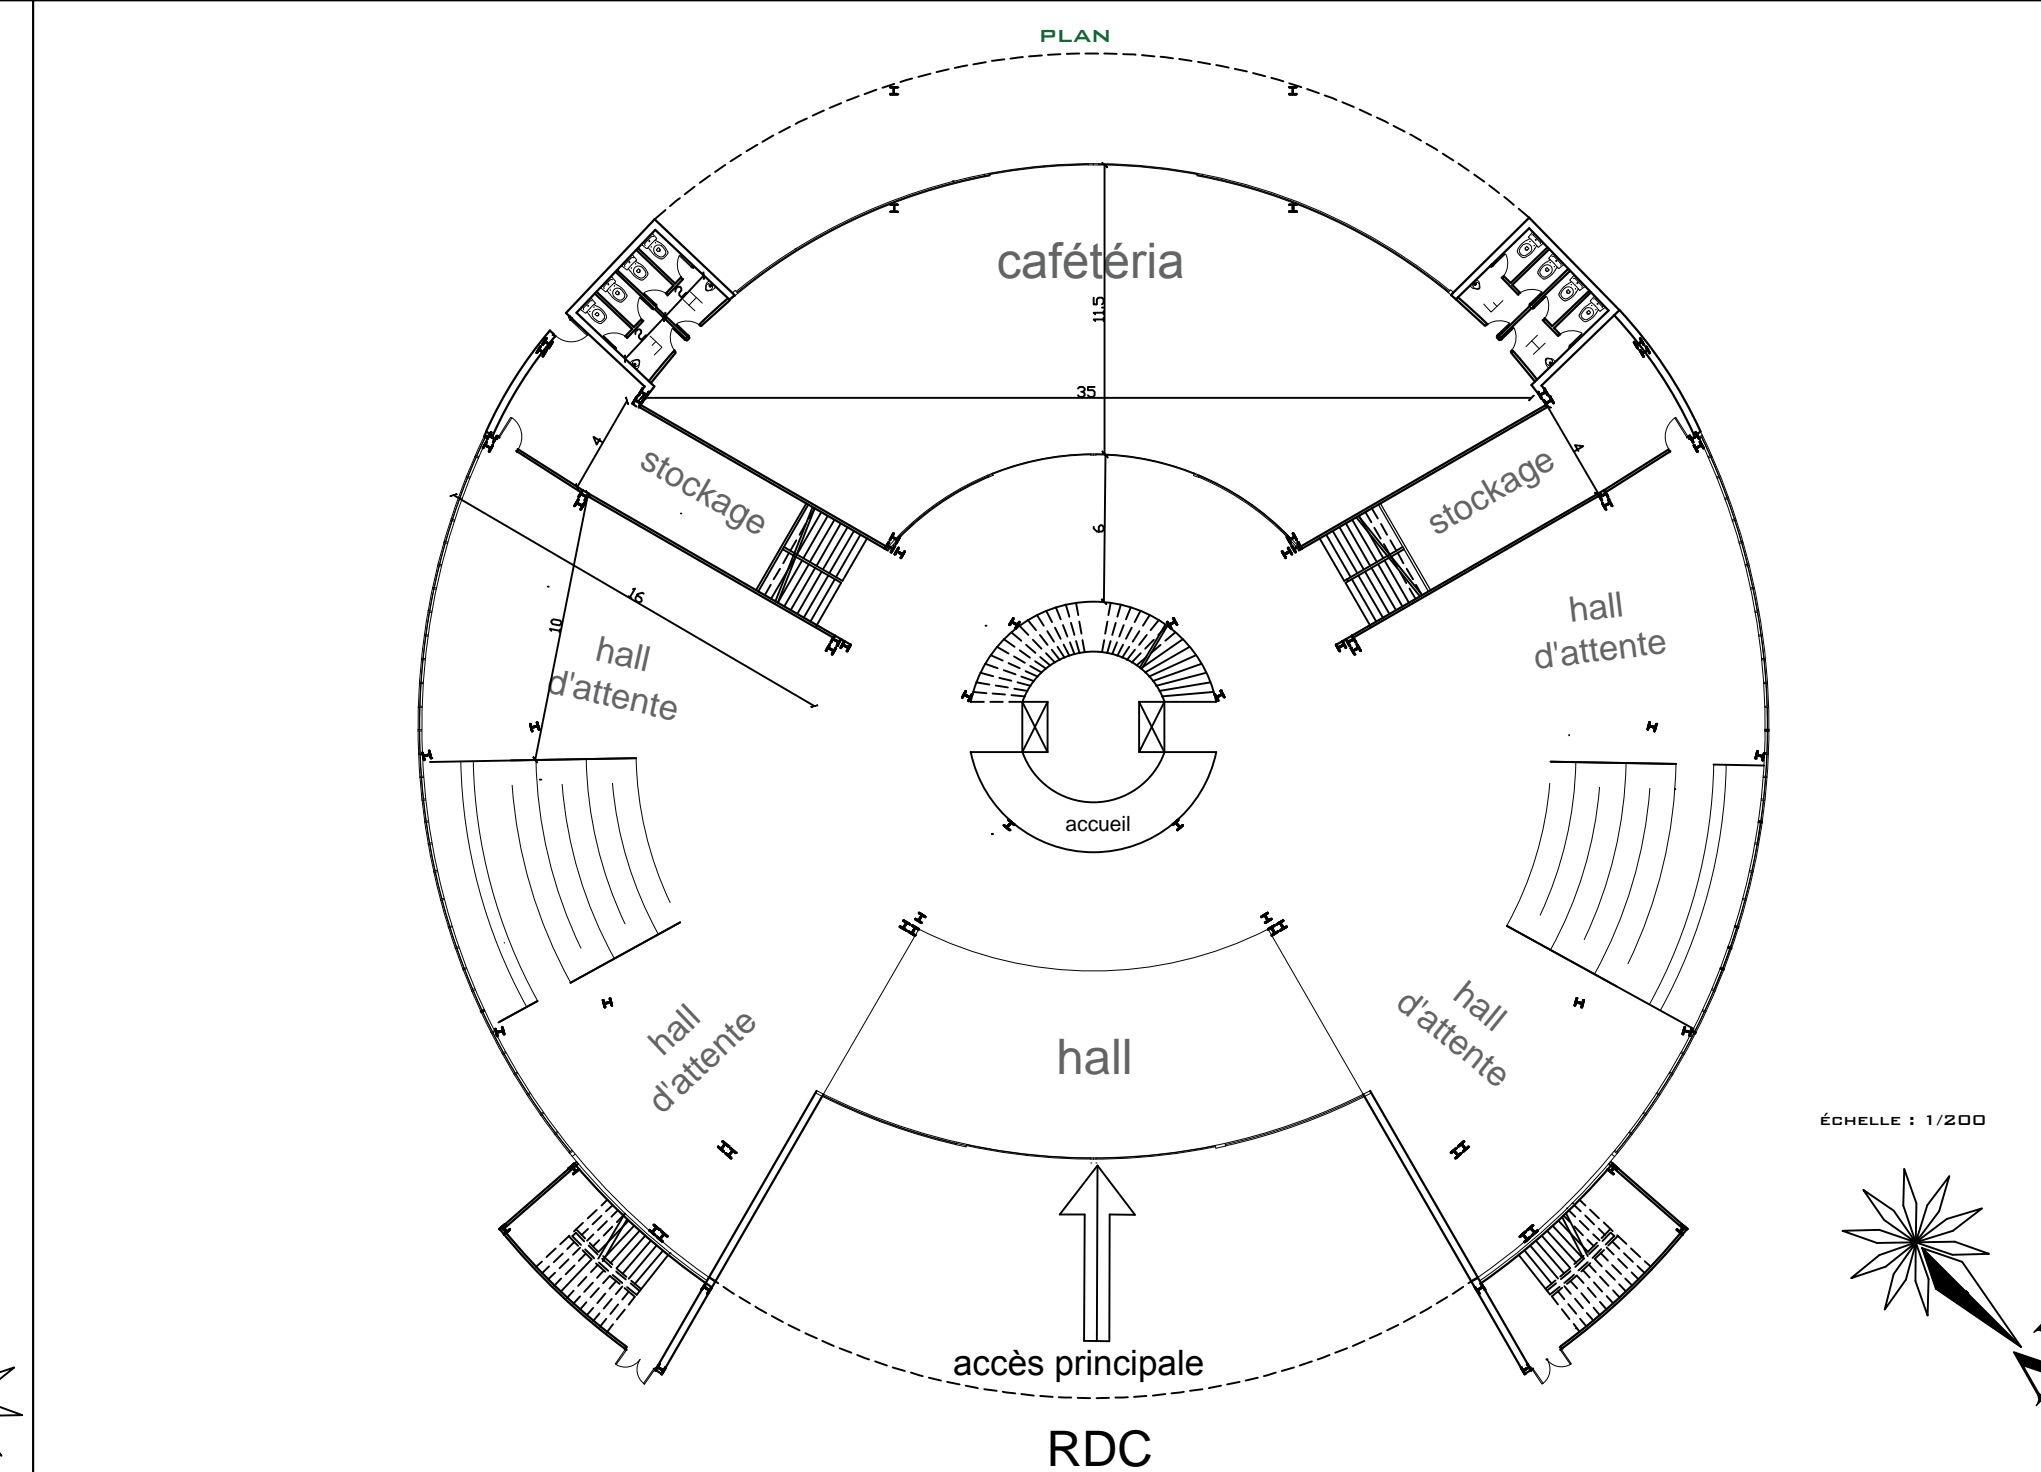 PLAN
cafétéria
11.5
35
H
F
F
H
4
stockage
4
stockage
6
16
10
hall
d'attente
hall
d'attente
accueil
hall
d'attente
hall
hall
d'attente
ÉCHELLE : 1/200
accès principale
RDC